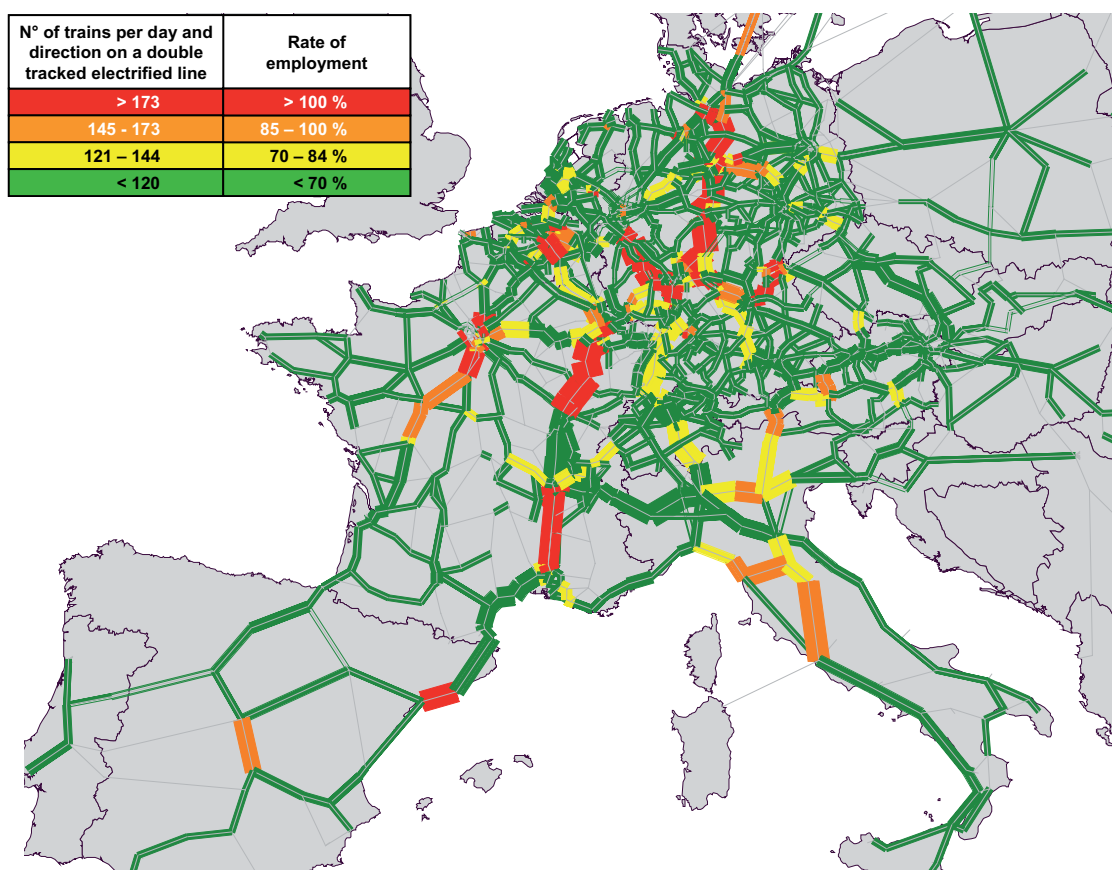 N° of trains per day and
direction on a double
tracked electrified line
Rate of
employment
> 173
> 100 %
145 - 173
85 – 100 %
121 – 144
70 – 84 %
< 120
< 70 %